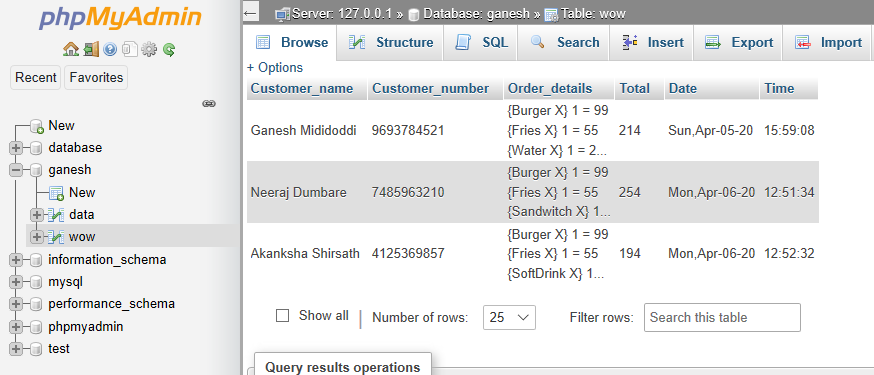 phpMyAdmin
Recent Favorites
New
database
ganesh
New
data
wow
information_schema
mysql
performance_schema
phpmyadmin
test
Server: 127.0.0.1 » Database: ganesh » Table: wow
Browse Structure SQL Search Insert Export Import
+ Options
Customer_name Customer_number Order_details Total Date Time
{Burger X} 1 = 99
Ganesh Mididoddi 9693784521 {Fries X} 1 = 55 214 Sun,Apr-05-20 15:59:08
{Water X} 1 = 2...
{Burger X} 1 = 99
Neeraj Dumbare 7485963210 {Fries X} 1 = 55 254 Mon,Apr-06-20 12:51:34
{Sandwitch X} 1...
{Burger X} 1 = 99
Akanksha Shirsath 4125369857 {Fries X} 1 = 55 194 Mon,Apr-06-20 12:52:32
{SoftDrink X} 1...
Show all | Number of rows: 25 Filter rows: Search this table
Query results operations